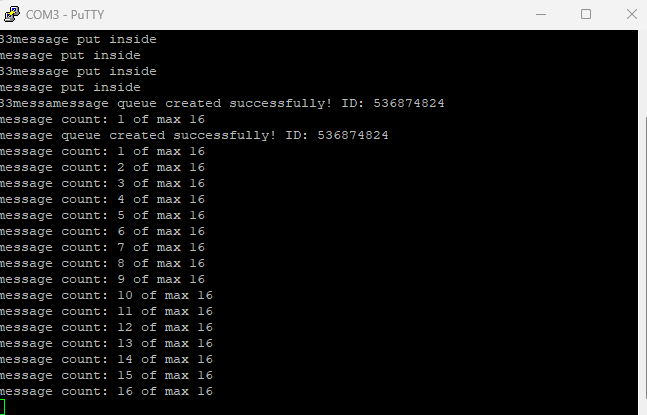 COM3 - PuTTY
33message put inside
message put inside
33message put inside
message put inside
33messamessage queue created successfully! ID: 536874824
message count: 1 of max 16
message queue created successfully! ID: 536874824
message count: 1 of max 16
message count: 2 of max 16
message count: 3 of max 16
message count: 4 of max 16
message count: 5 of max 16
message count: 6 of max 16
message count: 7 of max 16
message count: 8 of max 16
message count: 9 of max 16
message count: 10 of max 16
message count: 11 of max 16
message count: 12 of max 16
message count: 13 of max 16
message count: 14 of max 16
message count: 15 of max 16
message count: 16 of max 16